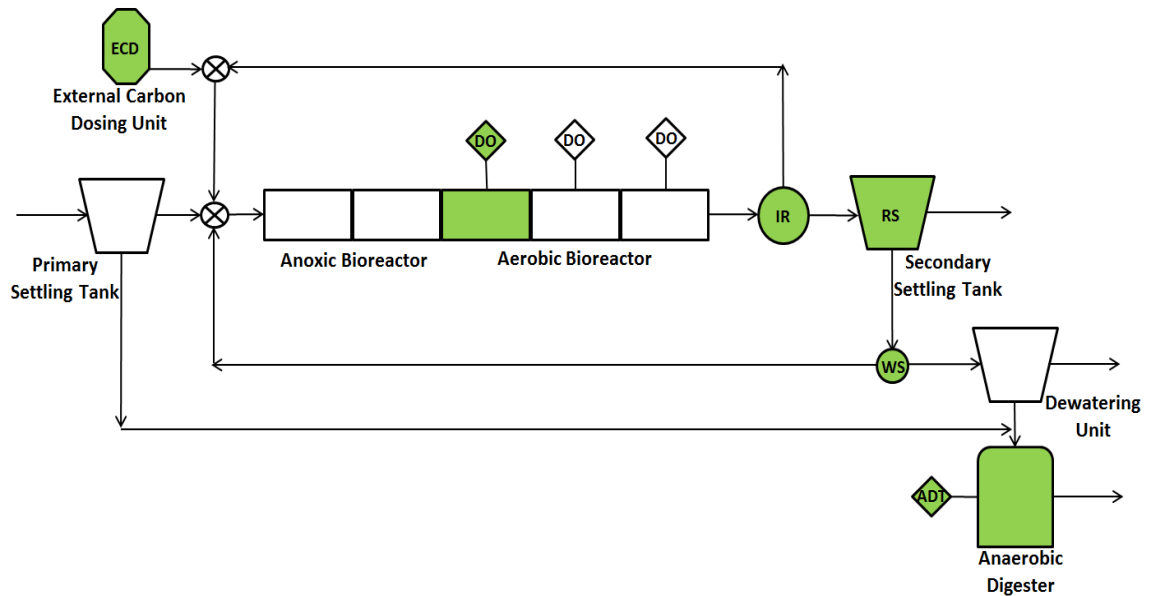 ECD
External Carbon
Dosing Unit
DO
DO
DO
IR
RS
Anoxic Bioreactor
Aerobic Bioreactor
Primary
Settling Tank
Secondary
Settling Tank
WS
Dewatering
Unit
ADT
Anaerobic
Digester